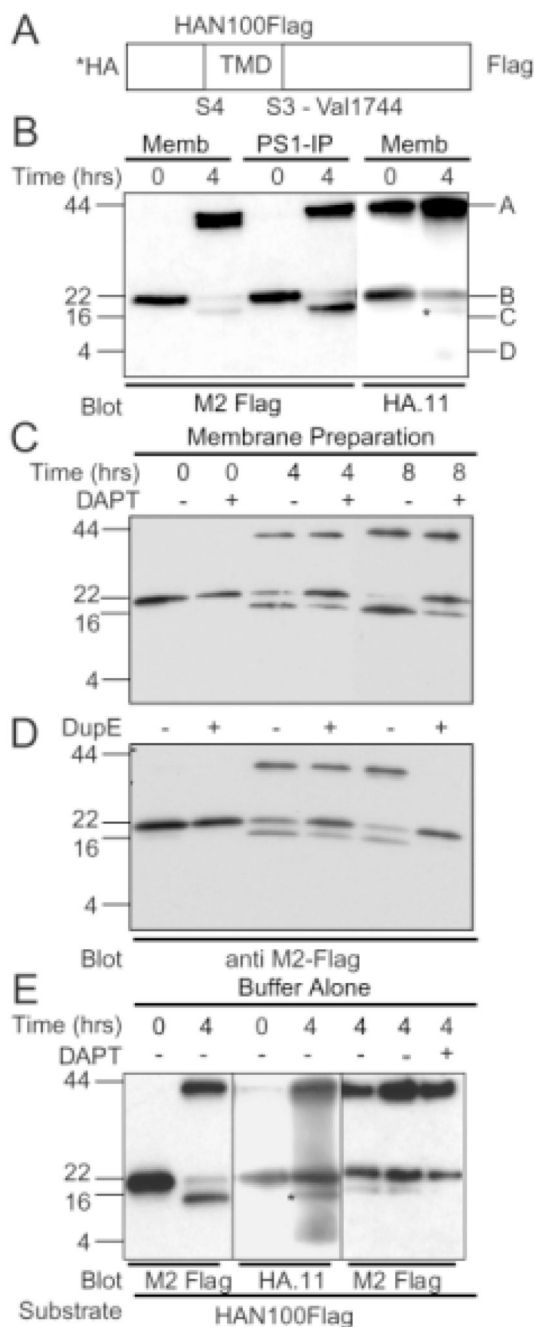 A
HAN100Flag
*HA TMD Flag
S4 S3 - Val1744
B
Memb PS1-IP Memb
Time (hrs) 0 4 0 4 0 4
44 A
22 B
16 * C
4 D
Blot M2 Flag HA.11
C
Membrane Preparation
Time (hrs) 0 0 4 4 8 8
DAPT - + - + - +
44
22
16
4
D
DupE - + - + - +
44
22
16
4
Blot anti M2-Flag
E
Buffer Alone
Time (hrs) 0 4 0 4 4 4 4
DAPT - - - - - - +
44
22
16 *
4
Blot M2 Flag HA.11 M2 Flag
Substrate HAN100Flag